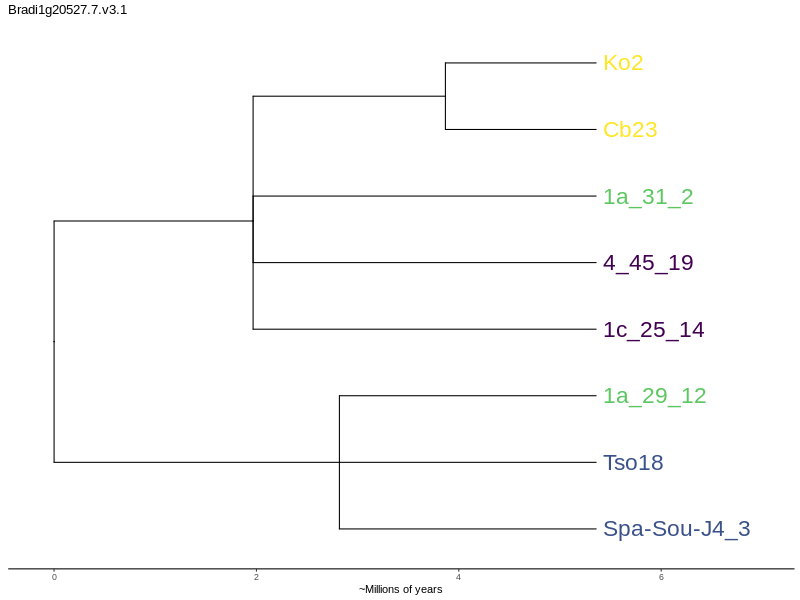 Bradi1g20527.7.v3.1
Ko2
Cb23
1a_31_2
4_45_19
1c_25_14
1a_29_12
Tso18
Spa-Sou-J4_3
0 2 4 6
~Millions of years